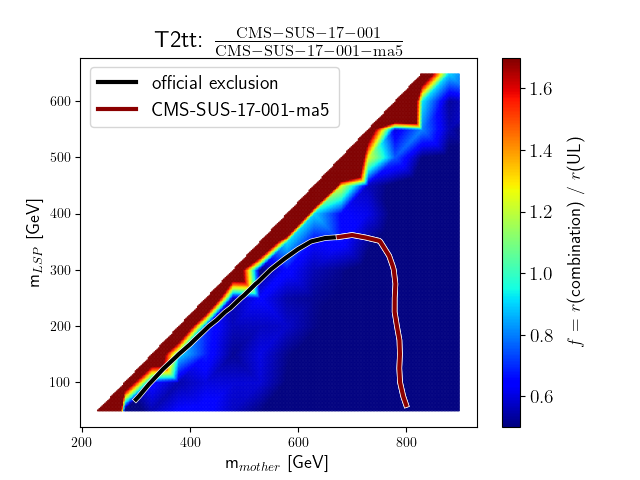 T2tt: CMS−SUS−17−001
CMS−SUS−17−001−ma5
official exclusion
CMS-SUS-17-001-ma5
600
500
400
300
200
100
m_LSP [GeV]
200
400
600
800
m_mother [GeV]
1.6
1.4
1.2
1.0
0.8
0.6
f = r(combination) / r(UL)